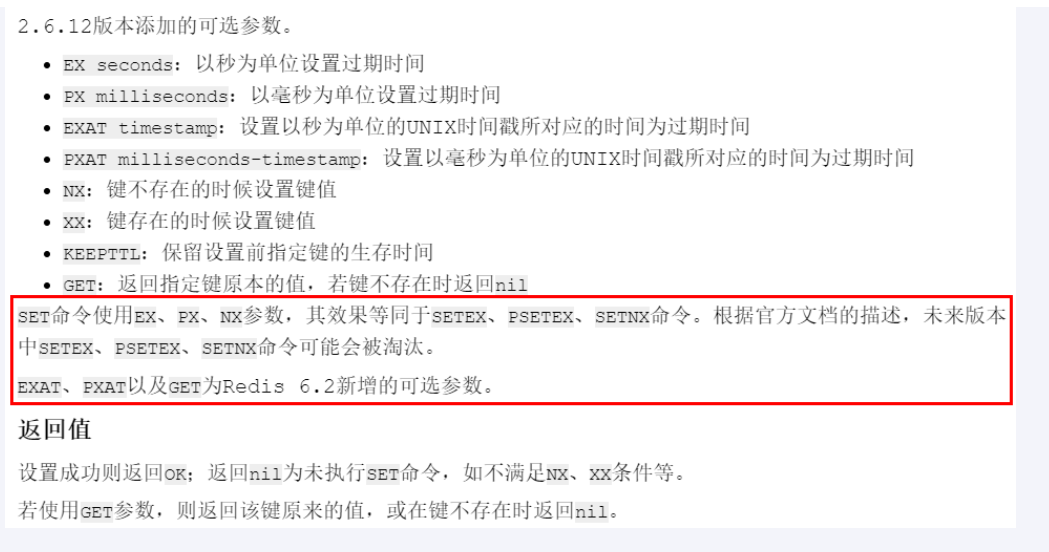 2.6.12版本添加的可选参数。
• EX seconds：以秒为单位设置过期时间
• PX milliseconds：以毫秒为单位设置过期时间
• EXAT timestamp：设置以秒为单位的UNIX时间戳所对应的时间为过期时间
• PXAT milliseconds-timestamp：设置以毫秒为单位的UNIX时间戳所对应的时间为过期时间
• NX：键不存在的时候设置键值
• XX：键存在的时候设置键值
• KEEPTTL：保留设置前指定键的生存时间
• GET：返回指定键原本的值，若键不存在时返回nil
SET命令使用EX、PX、NX参数，其效果等同于SETEX、PSETEX、SETNX命令。根据官方文档的描述，未来版本
中SETEX、PSETEX、SETNX命令可能会被淘汰。
EXAT、PXAT以及GET为Redis 6.2新增的可选参数。
返回值
设置成功则返回OK；返回nil为未执行SET命令，如不满足NX、XX条件等。
若使用GET参数，则返回该键原来的值，或在键不存在时返回nil。